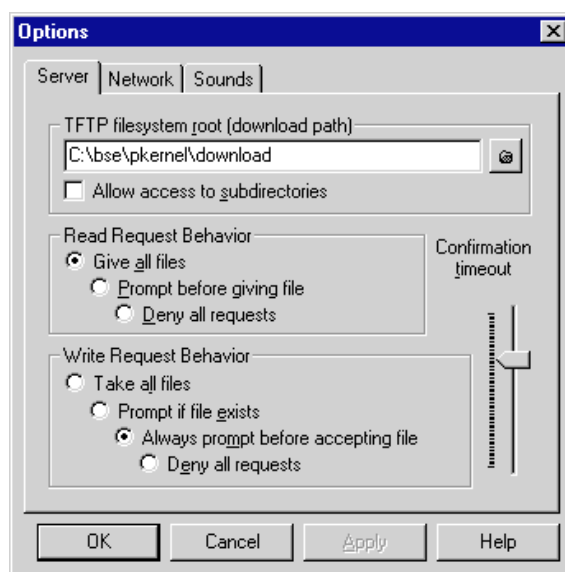 Options
Server Network Sounds
TFTP filesystem root (download path)
C:\bse\pkernel\download
Allow access to subdirectories
Read Request Behavior
Give all files
Prompt before giving file
Deny all requests
Confirmation
timeout
Write Request Behavior
Take all files
Prompt if file exists
Always prompt before accepting file
Deny all requests
OK Cancel Apply Help